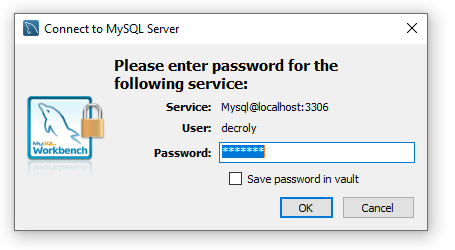 Connect to MySQL Server
Please enter password for the
following service:
Service: Mysql@localhost:3306
User: decroly
Password: *******
Save password in vault
OK Cancel
MySQL
Workbench